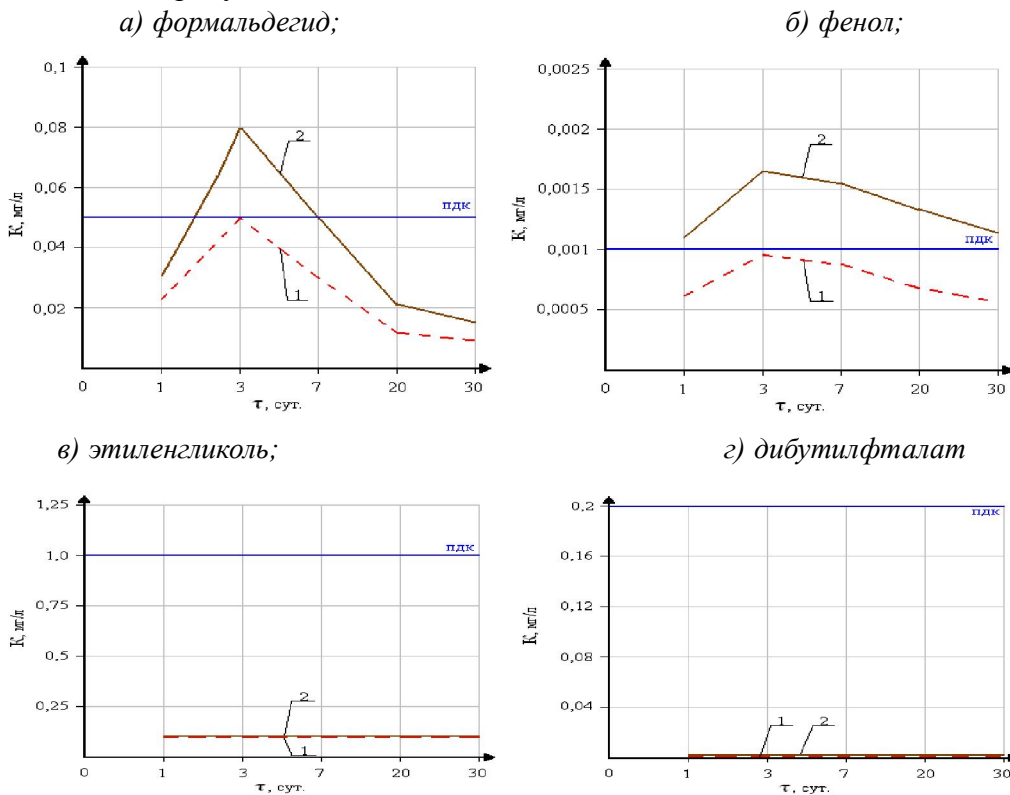 а) формальдегид;
б) фенол;
0,1
0,08
0,06
0,04
0,02
К, мг/л
пдк
2
1
0 1 3 7 20 30
τ, сут.
0,0025
0,002
0,0015
0,001
0,0005
К, мг/л
пдк
2
1
0 1 3 7 20 30
τ, сут.
в) этиленгликоль;
г) дибутилфталат
1,25
1,0
0,75
0,5
0,25
К, мг/л
пдк
2
1
0 1 3 7 20 30
τ, сут.
0,2
0,16
0,12
0,08
0,04
К, мг/л
пдк
1 2
0 1 3 7 20 30
τ, сут.